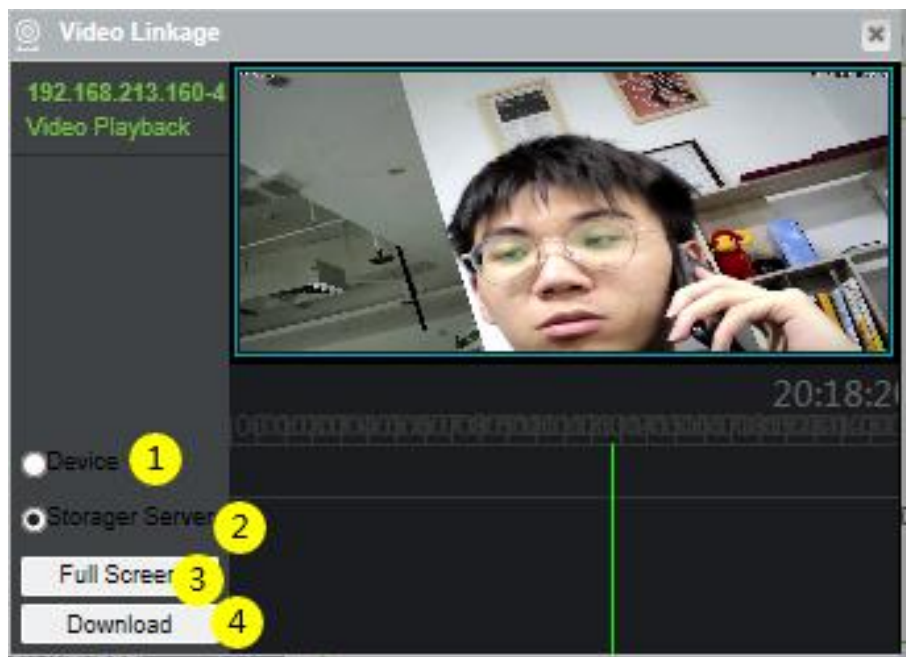 Video Linkage
192.168.213.160-4
Video Playback
20:18:20
Device 1
Storager Server 2
Full Screen 3
Download 4